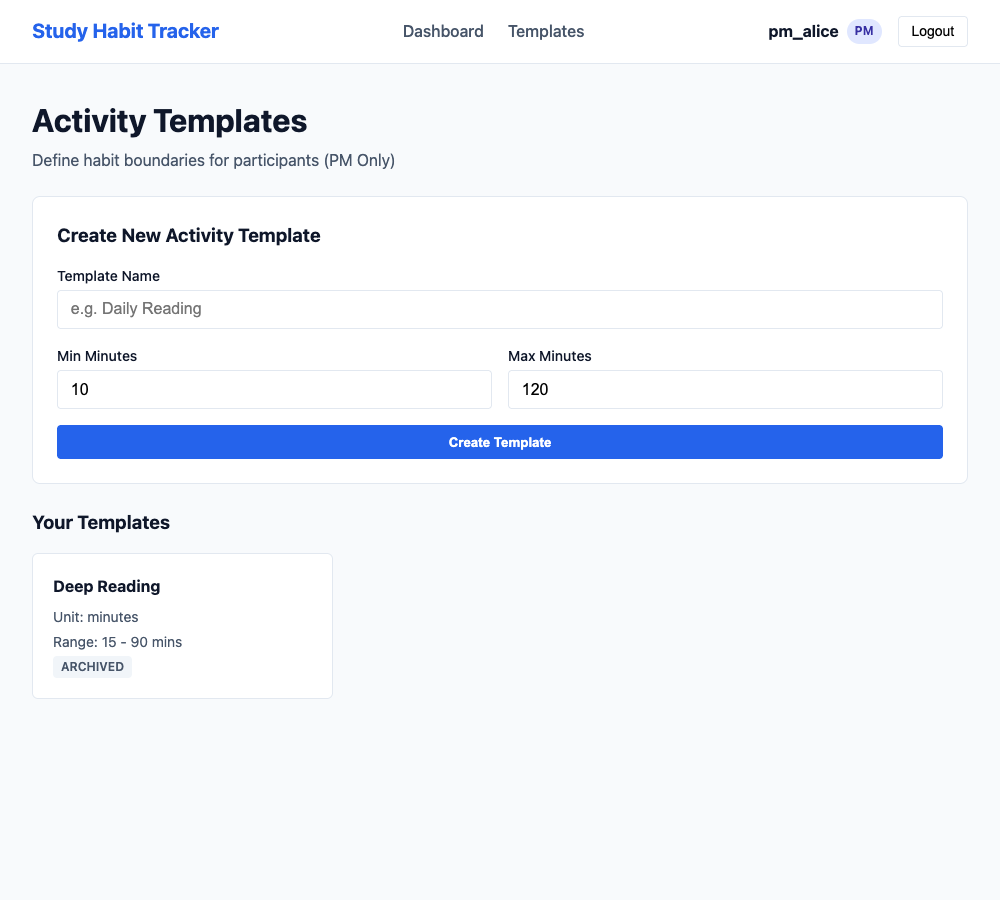 Study Habit Tracker
Dashboard
Templates
pm_alice
PM
Logout
Activity Templates
Define habit boundaries for participants (PM Only)
Create New Activity Template
Template Name
e.g. Daily Reading
Min Minutes
Max Minutes
10
120
Create Template
Your Templates
Deep Reading
Unit: minutes
Range: 15 - 90 mins
ARCHIVED